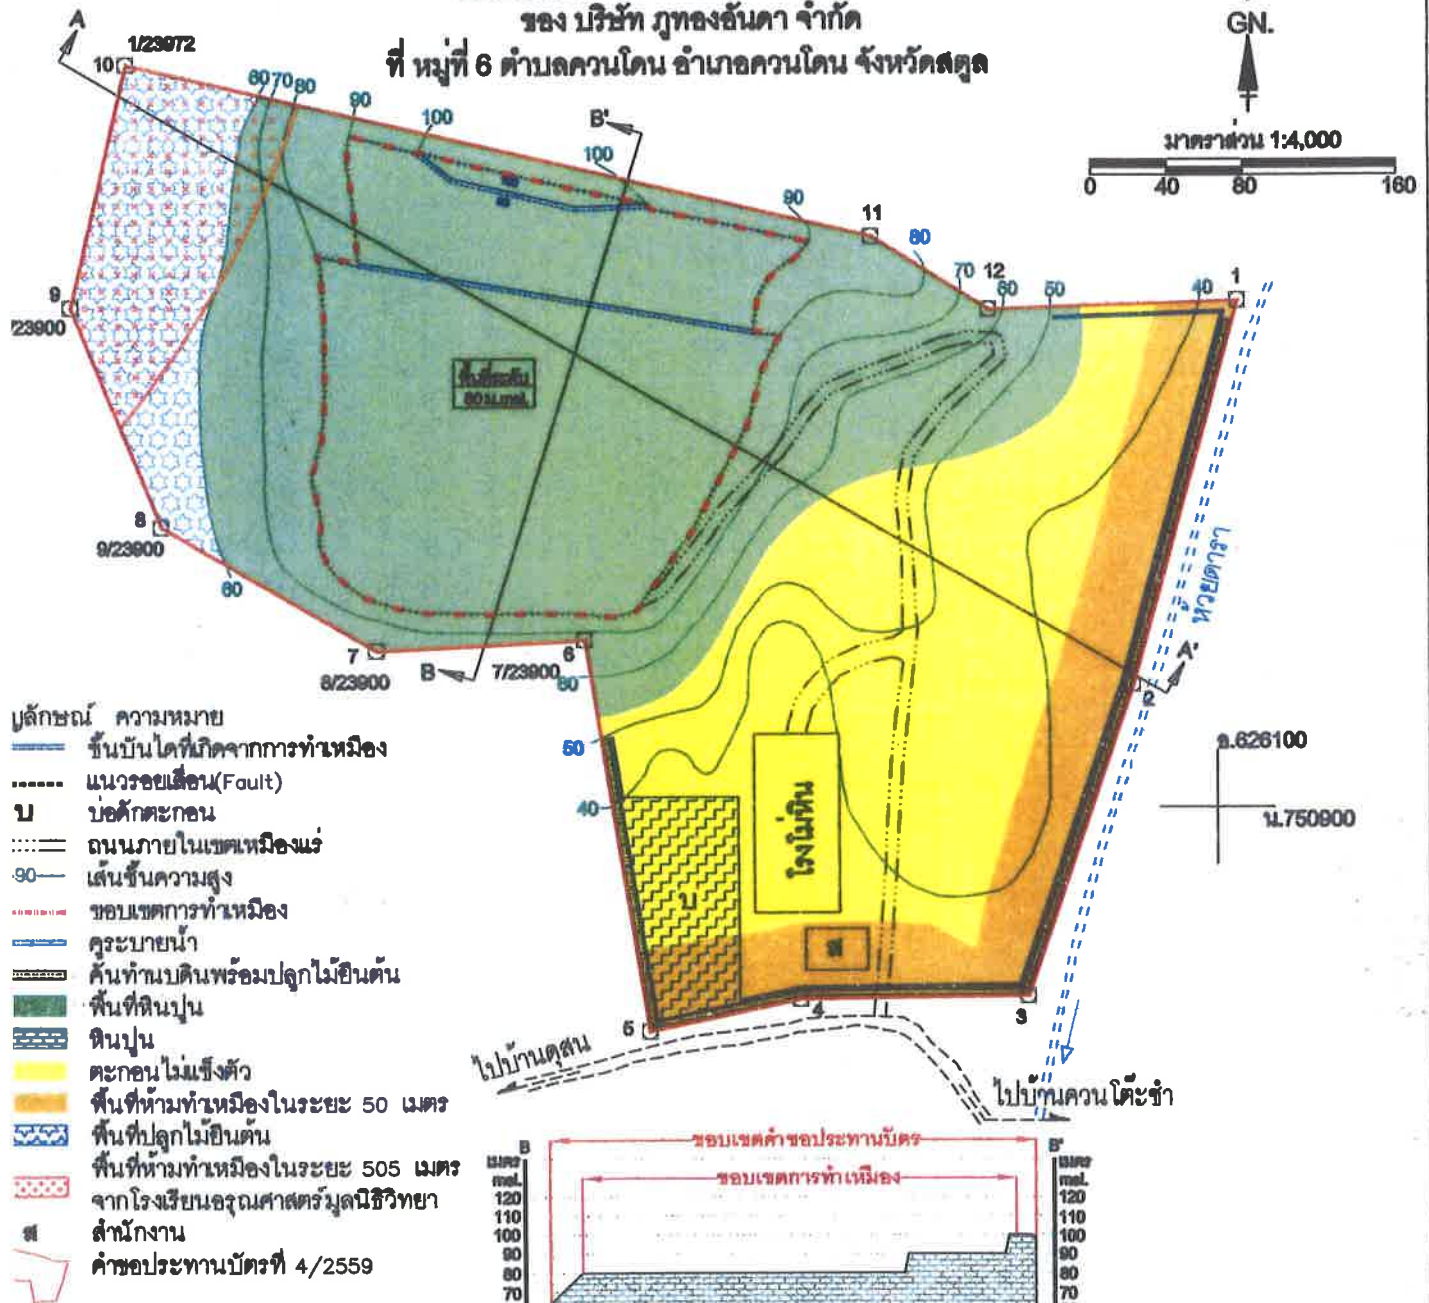 ของ บริษัท ภูทองอันดา จำกัด
ที่ หมู่ที่ 6 ตำบลควนโดน อำเภอควนโดน จังหวัดสตูล
GN.
มาตราส่วน 1:4,000
0 40 80 160
A
10
1/23972
60 70 80 90 100
B'
100
90
11
80
70
12
60
50
40
1
9
/23900
พื้นที่ระดับ
80 ม.msl.
8
9/23900
60
7
8/23900
B
6
7/23900
60
50
40
ห้วยดารา
A'
2
อ.626100
น.750900
โรงโม่หิน
บ
ส
5
4
3
ไปบ้านดุสน
ไปบ้านควนโต๊ะช้า
ญลักษณ์ ความหมาย
ขั้นบันไดที่เกิดจากการทำเหมือง
แนวรอยเลื่อน(Fault)
บ บ่อดักตะกอน
ถนนภายในเขตเหมืองแร่
90 เส้นชั้นความสูง
ขอบเขตการทำเหมือง
คูระบายน้ำ
คันทำนบดินพร้อมปลูกไม้ยืนต้น
พื้นที่หินปูน
หินปูน
ตะกอนไม่แข็งตัว
พื้นที่ห้ามทำเหมืองในระยะ 50 เมตร
พื้นที่ปลูกไม้ยืนต้น
พื้นที่ห้ามทำเหมืองในระยะ 505 เมตร
จากโรงเรียนอรุณศาสตร์มูลนิธิวิทยา
ส สำนักงาน
คำขอประทานบัตรที่ 4/2559
B
ขอบเขตคำขอประทานบัตร
B'
เมตร
msl.
ขอบเขตการทำเหมือง
เมตร
msl.
120 120
110 110
100 100
90 90
80 80
70 70